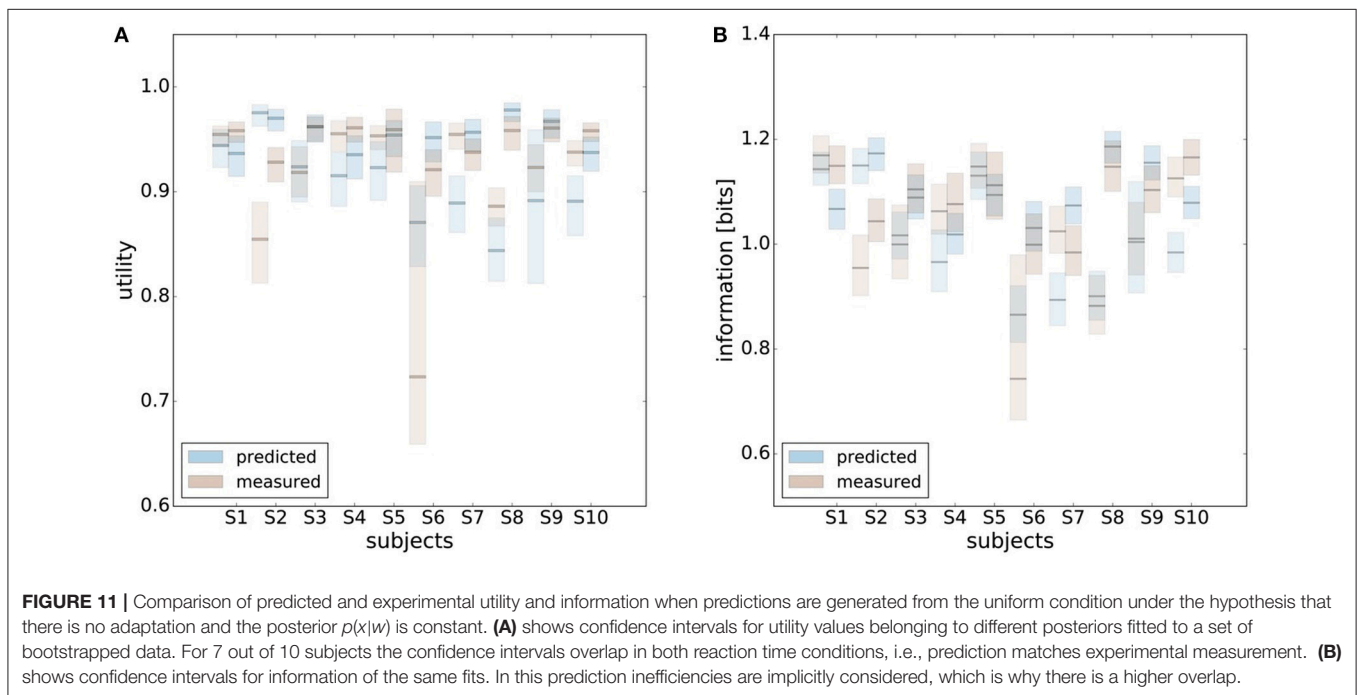 A
utility
1.0
0.9
0.8
0.7
0.6
predicted
measured
S1 S2 S3 S4 S5 S6 S7 S8 S9 S10
subjects
B
information [bits]
1.4
1.2
1.0
0.8
0.6
predicted
measured
S1 S2 S3 S4 S5 S6 S7 S8 S9 S10
subjects
FIGURE 11 | Comparison of predicted and experimental utility and information when predictions are generated from the uniform condition under the hypothesis that
there is no adaptation and the posterior p(x|w) is constant. (A) shows confidence intervals for utility values belonging to different posteriors fitted to a set of
bootstrapped data. For 7 out of 10 subjects the confidence intervals overlap in both reaction time conditions, i.e., prediction matches experimental measurement. (B)
shows confidence intervals for information of the same fits. In this prediction inefficiencies are implicitly considered, which is why there is a higher overlap.